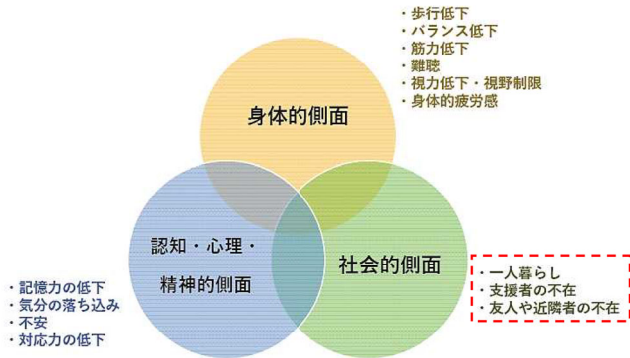 ・歩行低下
・バランス低下
・筋力低下
・難聴
・視力低下・視野制限
・身体的疲労感
身体的側面
認知・心理・
精神的側面
社会的側面
・記憶力の低下
・気分の落ち込み
・不安
・対応力の低下
・一人暮らし
・支援者の不在
・友人や近隣者の不在